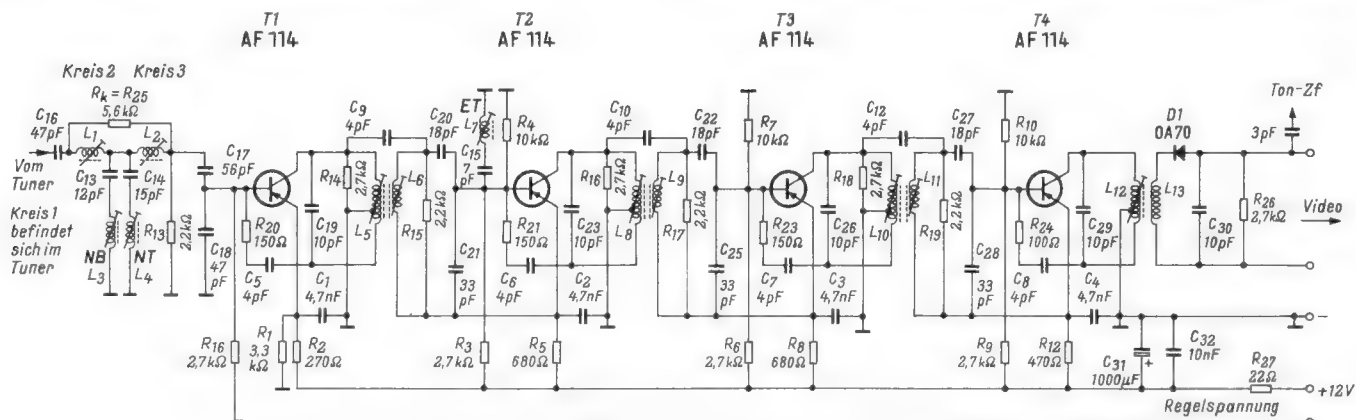 T1
AF 114
T2
AF 114
T3
AF 114
T4
AF 114
Kreis 2
Kreis 3
Rk = R25
5,6kΩ
C16
47pF
L1
L2
Vom
Tuner
C13
12pF
C14
15pF
Kreis 1
befindet
sich im
Tuner
NB
L3
NT
L4
R13
2,2kΩ
C17
56pF
C18
47
pF
R20
150Ω
C5
4pF
R16
2,7kΩ
R1
3,3
kΩ
R2
270Ω
C1
4,7nF
C19
10pF
R14
2,7kΩ
C9
4pF
L5
L6
R15
2,2kΩ
C20
18pF
ET
L7
C15
7
pF
R4
10kΩ
C21
33
pF
R21
150Ω
C6
4pF
R3
2,7kΩ
R5
680Ω
C2
4,7nF
C23
10pF
R16
2,7kΩ
C10
4pF
L8
L9
R17
2,2kΩ
C22
18pF
R7
10kΩ
C25
33
pF
R23
150Ω
C7
4pF
R6
2,7kΩ
R8
680Ω
C3
4,7nF
C26
10pF
R18
2,7kΩ
C12
4pF
L10
L11
R19
2,2kΩ
C27
18pF
R10
10kΩ
C28
33
pF
R24
100Ω
C8
4pF
R9
2,7kΩ
R12
470Ω
C4
4,7nF
C29
10pF
L12
L13
D1
OA70
Ton-Zf
3pF
C30
10pF
R26
2,7kΩ
Video
C31
1000µF
+
C32
10nF
R27
22Ω
−
+12V
Regelspannung